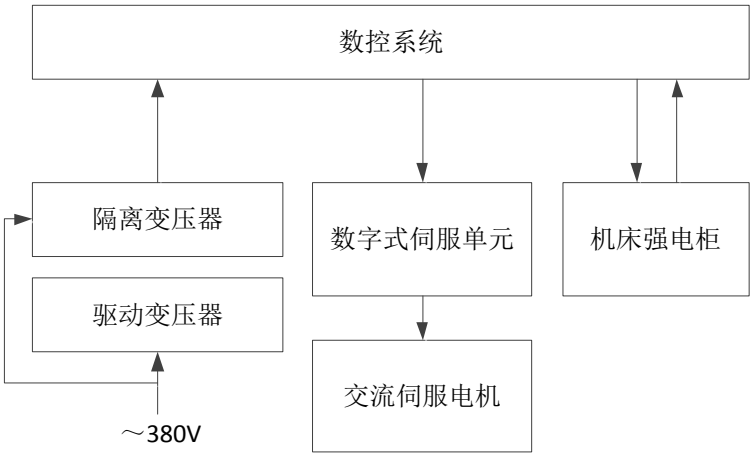 数控系统
隔离变压器
数字式伺服单元
机床强电柜
驱动变压器
交流伺服电机
～380V